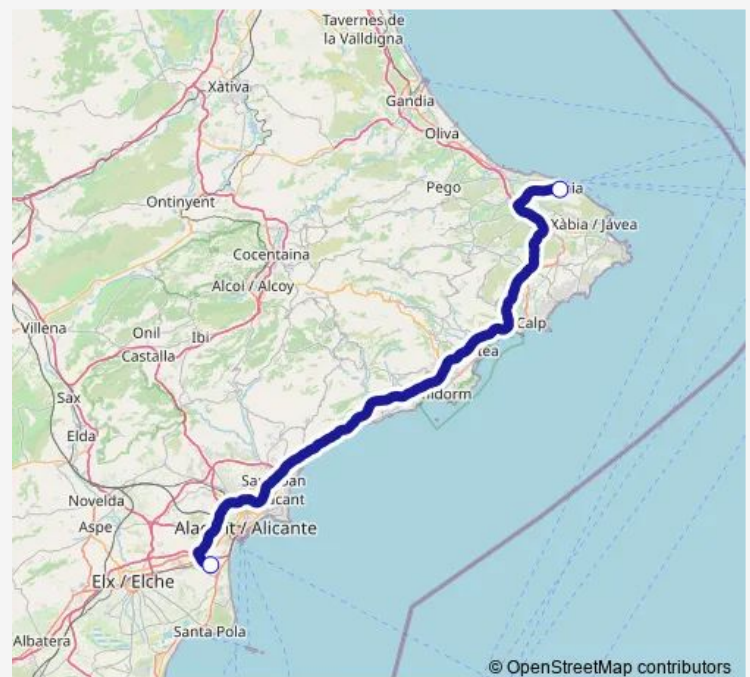 Tavernes de
la Valldigna
Xàtiva
Gandia
Oliva
Pego
Ontinyent
Xàbia / Jávea
Cocentaina
Alcoi / Alcoy
Villena
Onil
Ibi
Castalla
Calp
Sax
Elda
Novelda
Aspe
Alacant / Alicante
Elx / Elche
Santa Pola
Albatera
© OpenStreetMap contributors